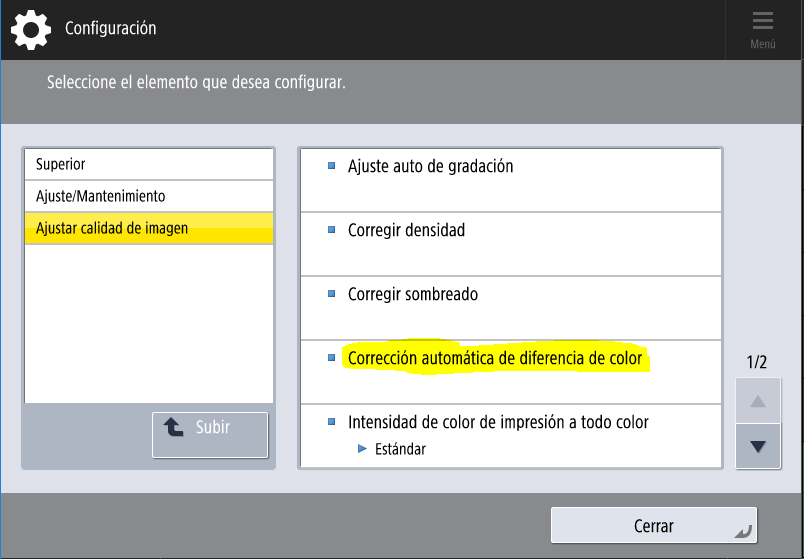 Configuración
Menú
Seleccione el elemento que desea configurar.
Superior
Ajuste/Mantenimiento
Ajustar calidad de imagen
Subir
Ajuste auto de gradación
Corregir densidad
Corregir sombreado
Corrección automática de diferencia de color
Intensidad de color de impresión a todo color
Estándar
1/2
Cerrar